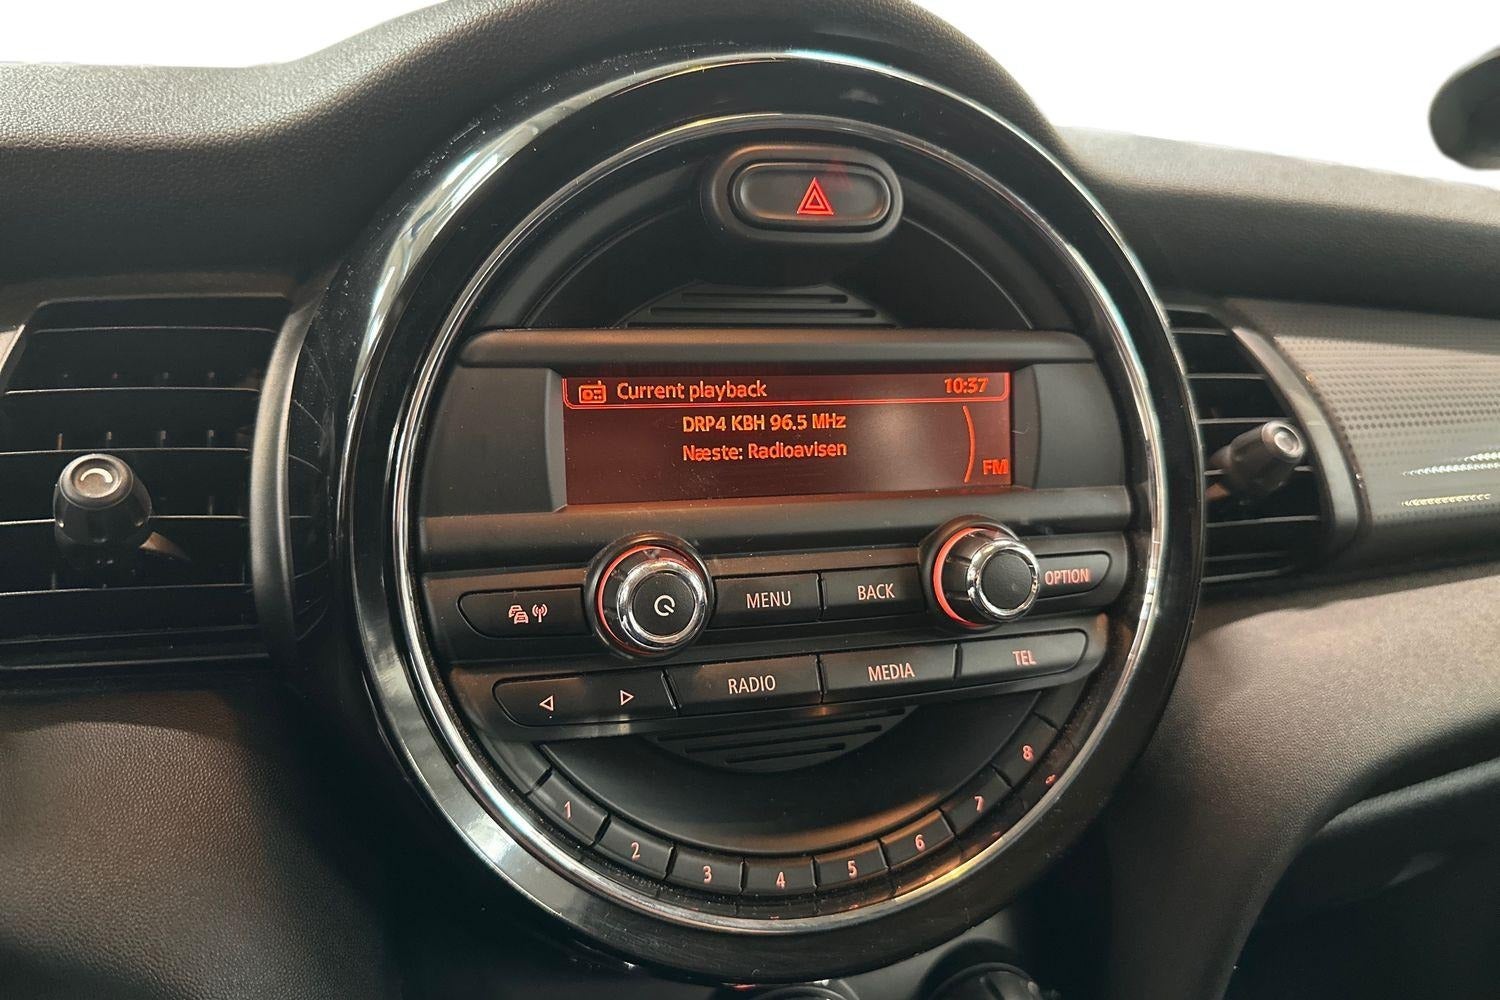 Current playback 10:37
DRP4 KBH 96.5 MHz
Næste: Radioavisen
FM
MENU BACK OPTION
RADIO MEDIA TEL
1 2 3 4 5 6 7 8